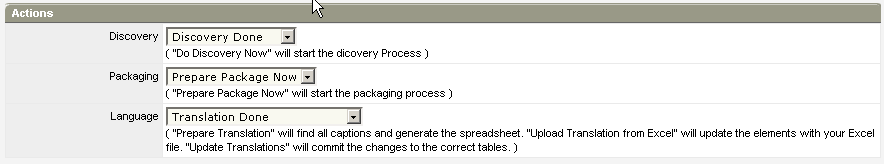 Actions
Discovery Discovery Done
( "Do Discovery Now" will start the dicovery Process )
Packaging Prepare Package Now
( "Prepare Package Now" will start the packaging process )
Language Translation Done
( "Prepare Translation" will find all captions and generate the spreadsheet. "Upload Translation from Excel" will update the elements with your Excel
file. "Update Translations" will commit the changes to the correct tables. )